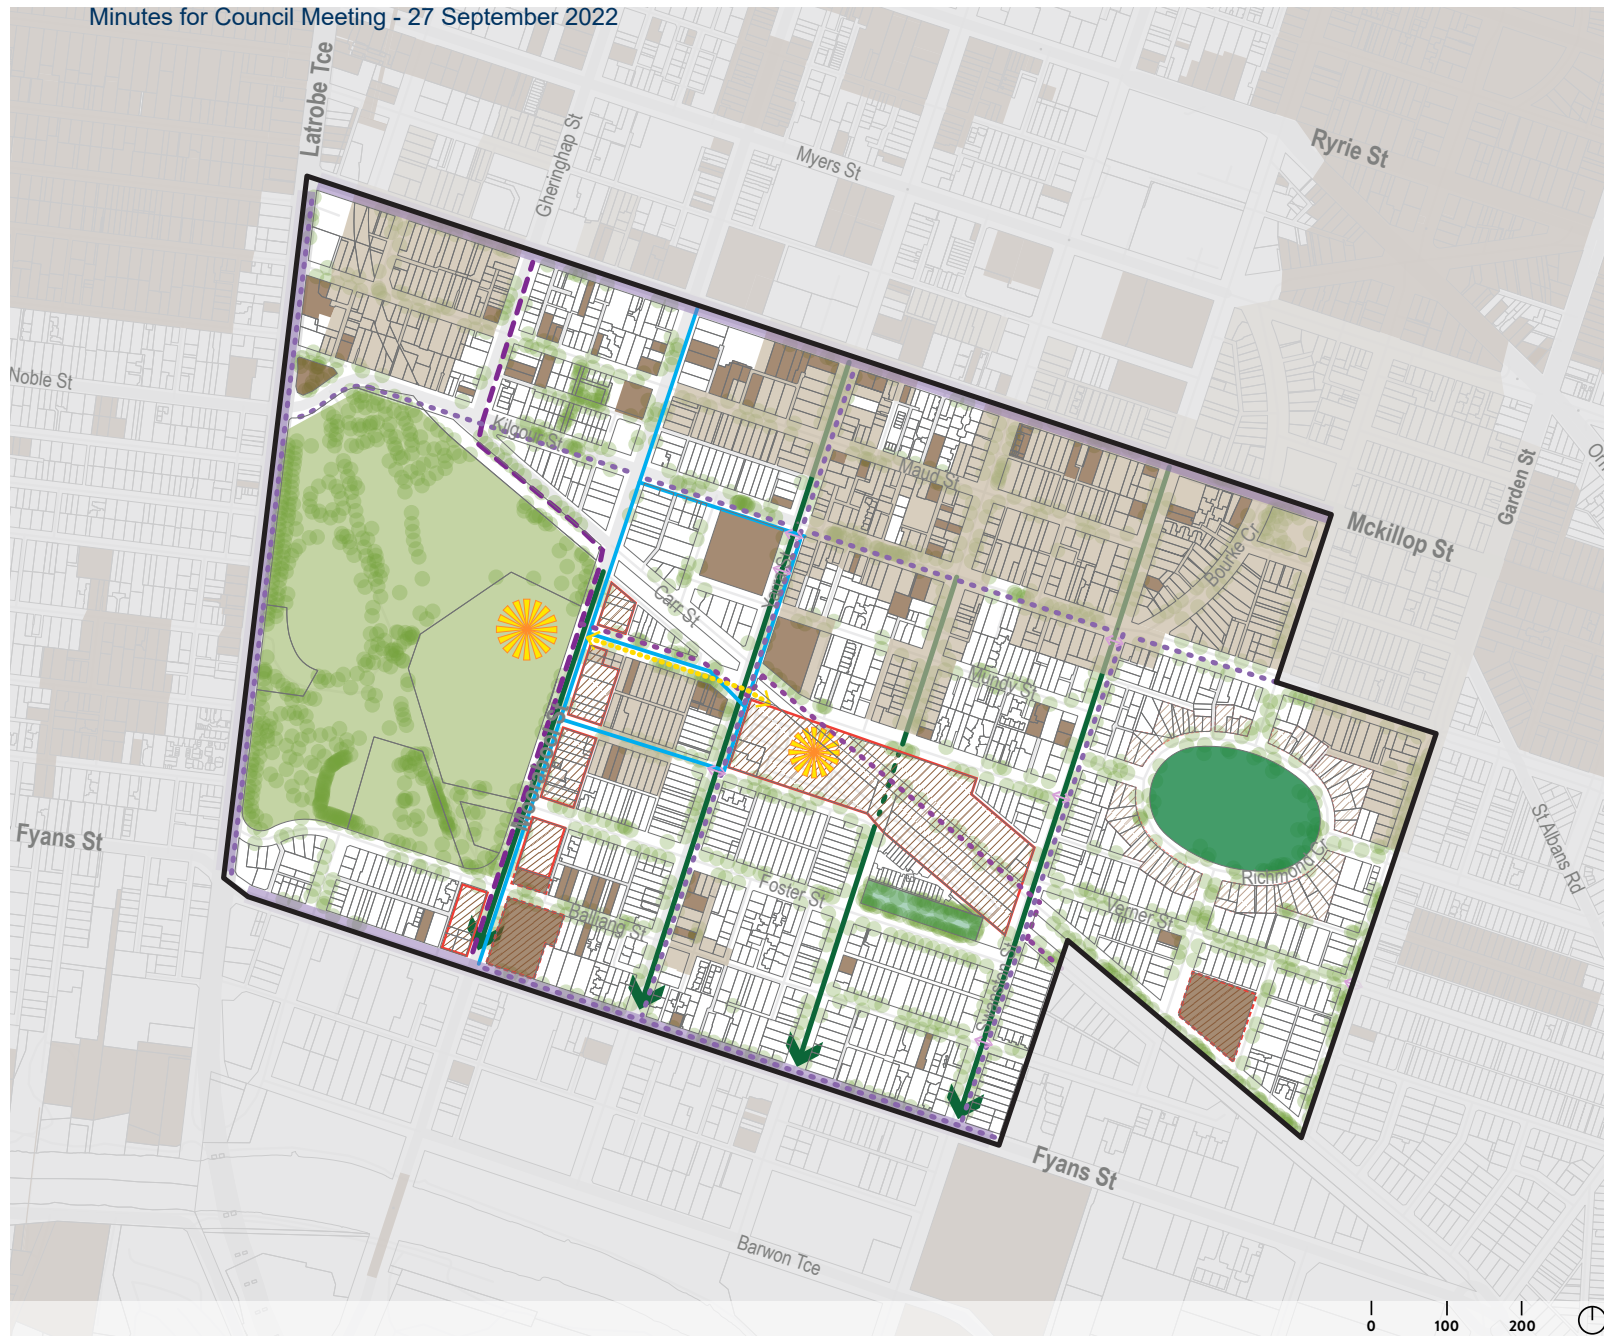 Minutes for Council Meeting - 27 September 2022
Latrobe Tce
Gheringhap St
Myers St
Ryrie St
Noble St
Kilgour St
Maud St
Garden St
Mckillop St
Bourke Cr
Carr St
Mundy St
Fyans St
St Albans Rd
Richmond Cr
Foster St
Verner St
Balliang St
Swanston St
Fyans St
Barwon Tce
0 100 200